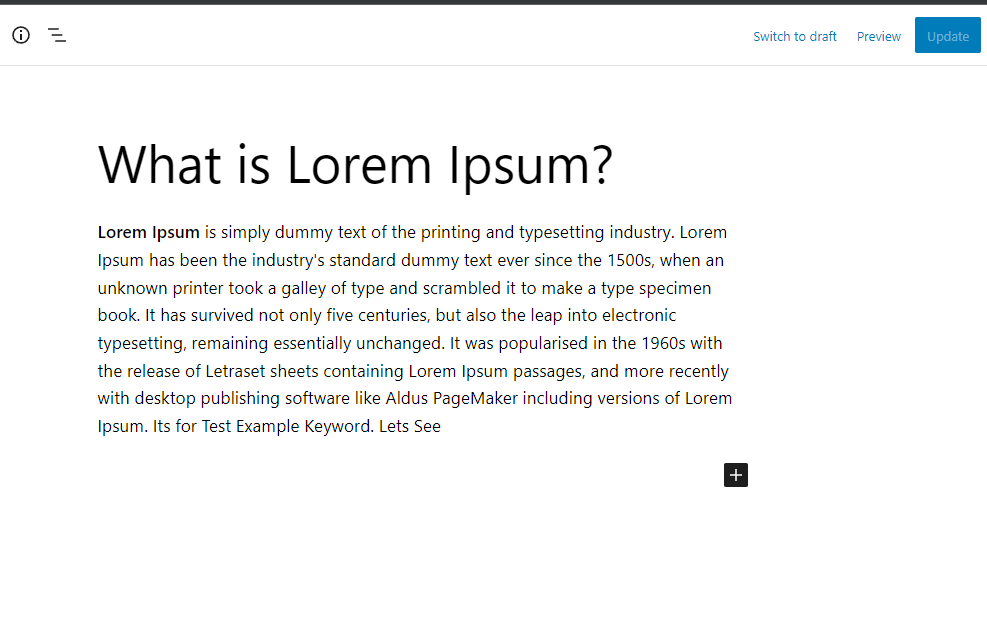 Switch to draft Preview Update
What is Lorem Ipsum?
Lorem Ipsum is simply dummy text of the printing and typesetting industry. Lorem
Ipsum has been the industry's standard dummy text ever since the 1500s, when an
unknown printer took a galley of type and scrambled it to make a type specimen
book. It has survived not only five centuries, but also the leap into electronic
typesetting, remaining essentially unchanged. It was popularised in the 1960s with
the release of Letraset sheets containing Lorem Ipsum passages, and more recently
with desktop publishing software like Aldus PageMaker including versions of Lorem
Ipsum. Its for Test Example Keyword. Lets See